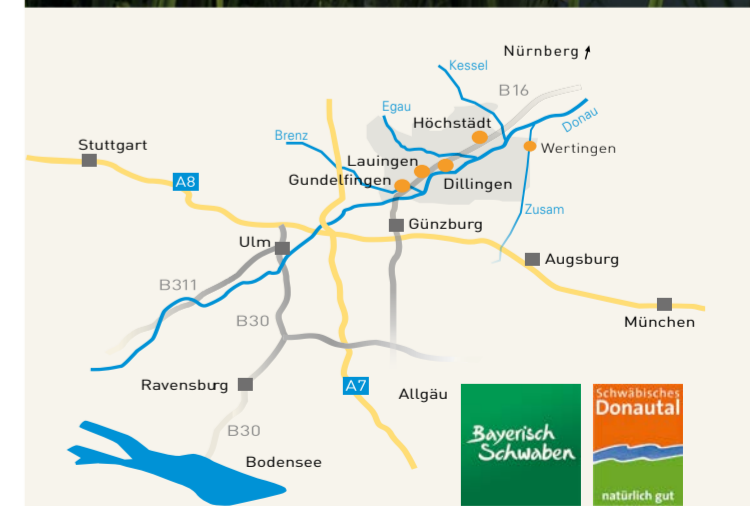 Nürnberg
Kessel
B16
Egau
Donau
Höchstädt
Brenz
Stuttgart
Wertingen
Lauingen
Gundelfingen
Dillingen
A8
Zusam
Günzburg
Ulm
Augsburg
B311
B30
München
Ravensburg
A7
Allgäu
Schwäbisches
Donautal
Bayerisch
Schwaben
B30
Bodensee
natürlich gut